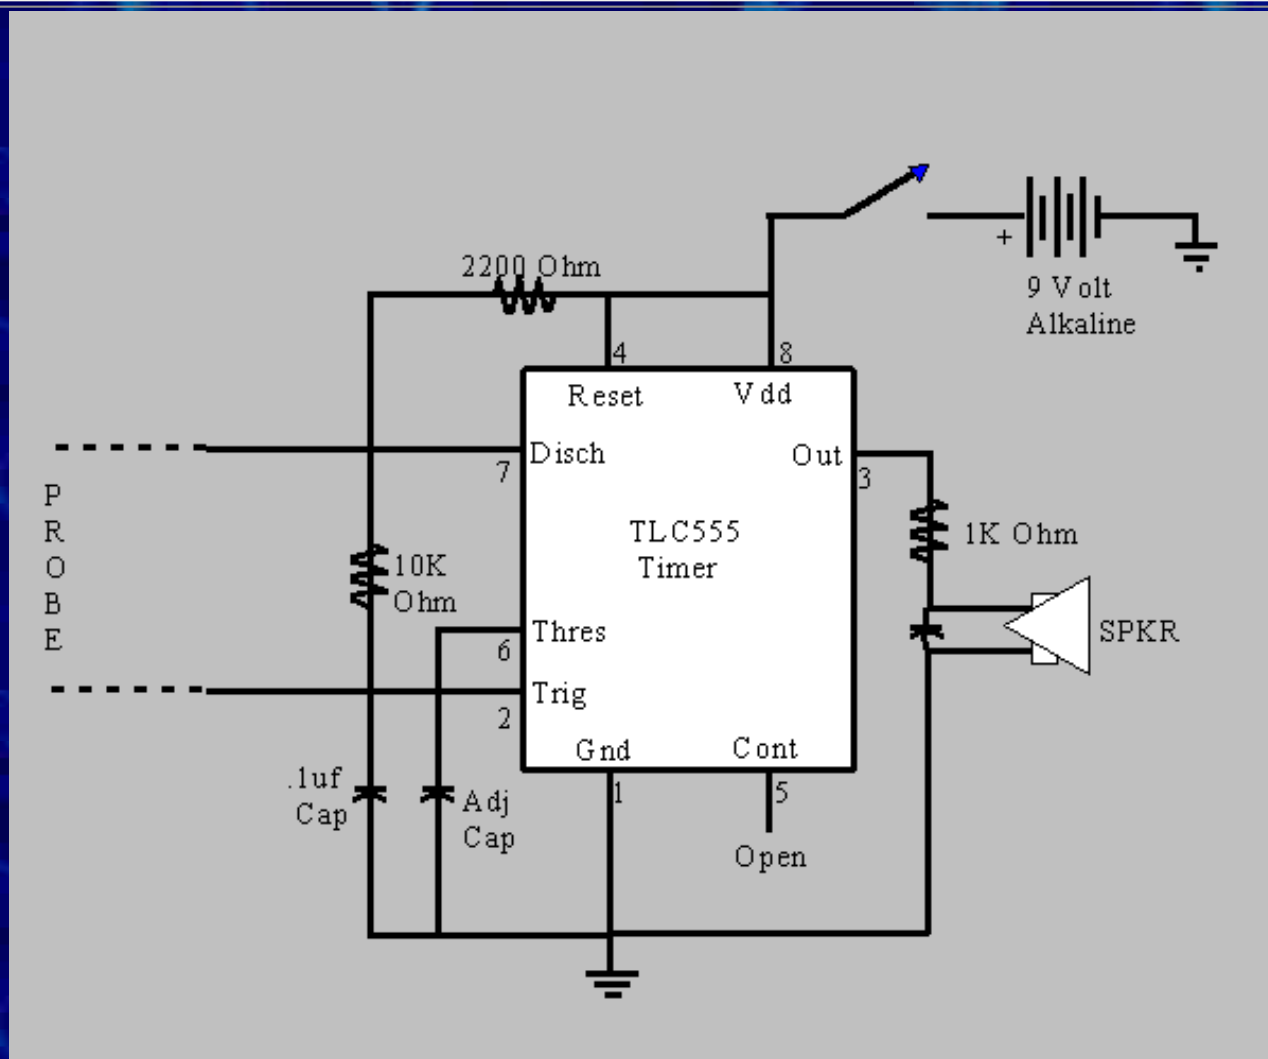 +
9 Volt
Alkaline
2200 Ohm
4
8
Reset
Vdd
Disch
7
Out
3
PROBE
TLC555
Timer
1K Ohm
10K
Ohm
Thres
6
SPKR
Trig
2
Gnd
Cont
.1uf
Cap
Adj
Cap
1
5
Open